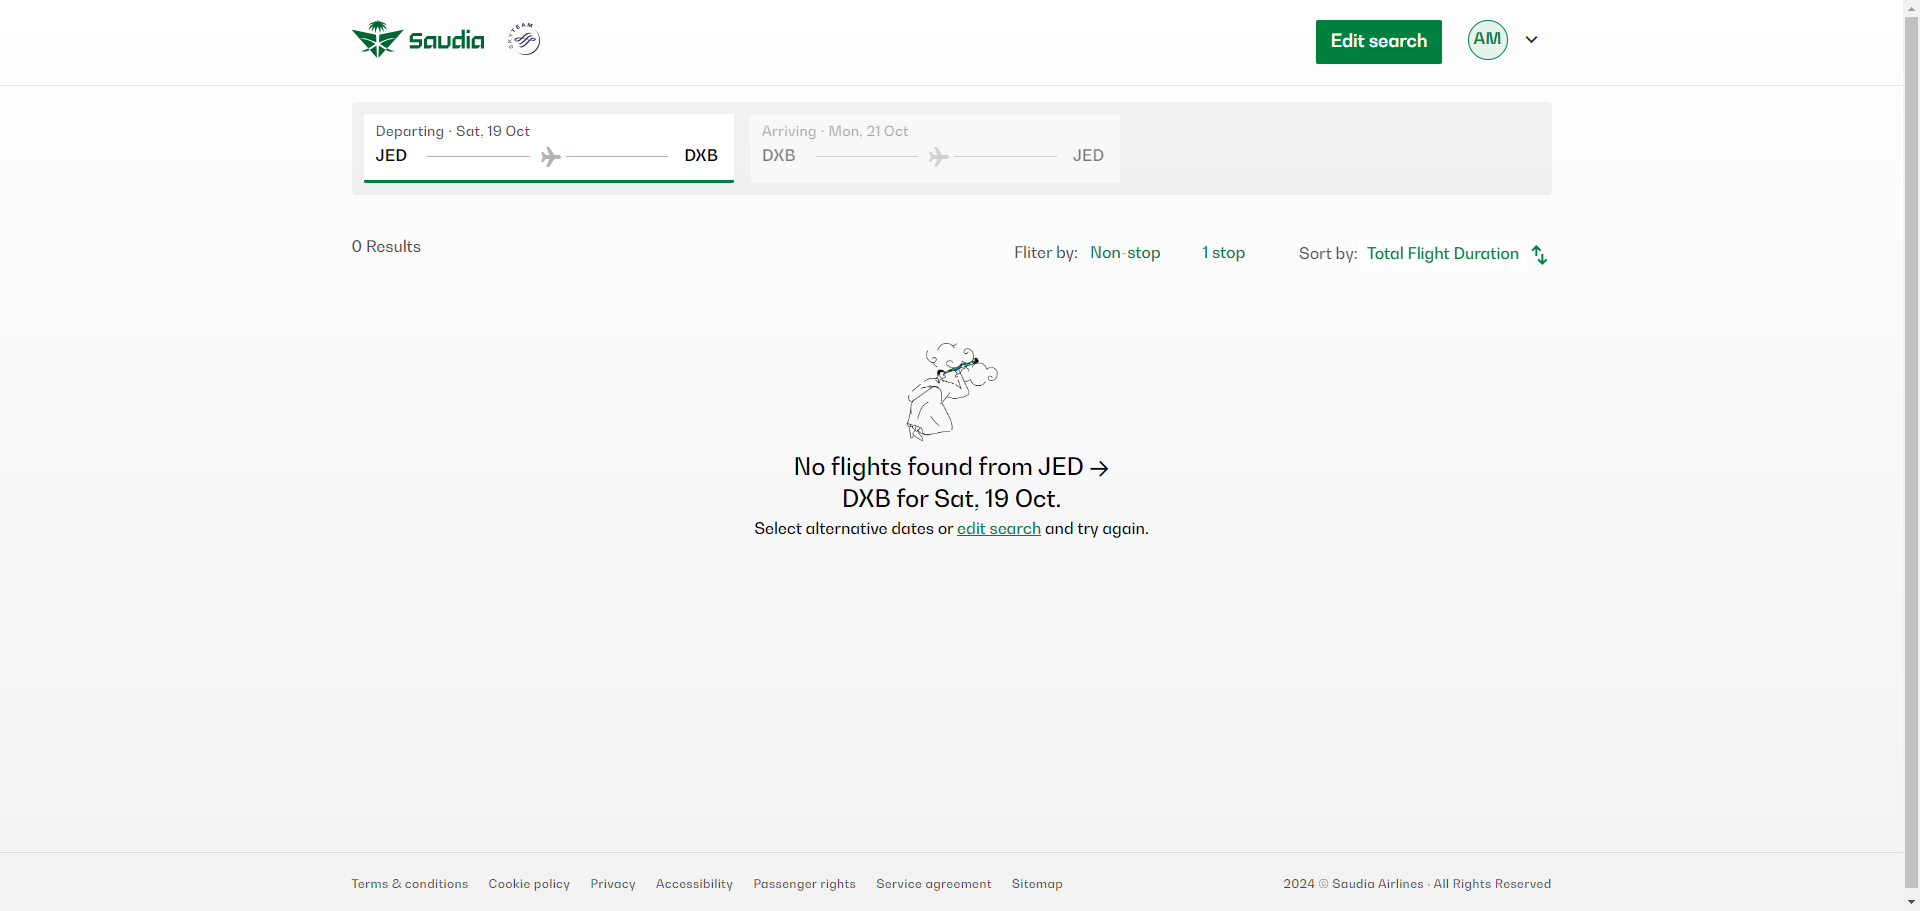 Saudia
SKYTEAM
Edit search
AM
Departing · Sat, 19 Oct
JED
DXB
Arriving · Mon, 21 Oct
DXB
JED
0 Results
Fliter by:
Non-stop
1 stop
Sort by:
Total Flight Duration
No flights found from JED →
DXB for Sat, 19 Oct.
Select alternative dates or edit search and try again.
Terms & conditions
Cookie policy
Privacy
Accessibility
Passenger rights
Service agreement
Sitemap
2024 © Saudia Airlines · All Rights Reserved